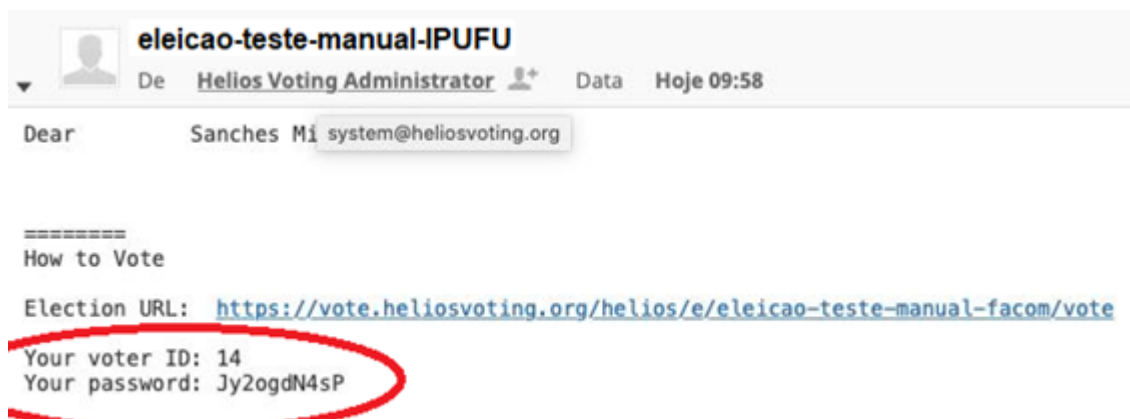 eleicao-teste-manual-IPUFU
De Helios Voting Administrator Data Hoje 09:58
Dear Sanches Mi system@heliosvoting.org
========
How to Vote
Election URL: https://vote.heliosvoting.org/helios/e/eleicao-teste-manual-facom/vote
Your voter ID: 14
Your password: Jy2ogdN4sP